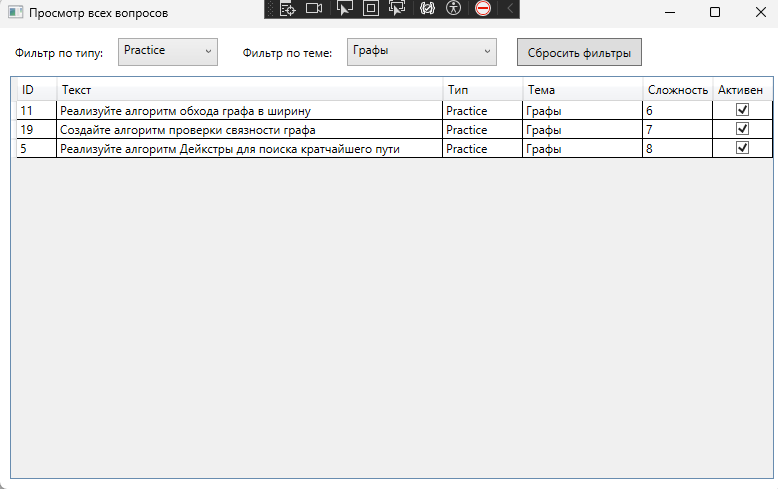 Просмотр всех вопросов
Фильтр по типу: Practice Фильтр по теме: Графы Сбросить фильтры
ID Текст Тип Тема Сложность Активен
11 Реализуйте алгоритм обхода графа в ширину Practice Графы 6
19 Создайте алгоритм проверки связности графа Practice Графы 7
5 Реализуйте алгоритм Дейкстры для поиска кратчайшего пути Practice Графы 8